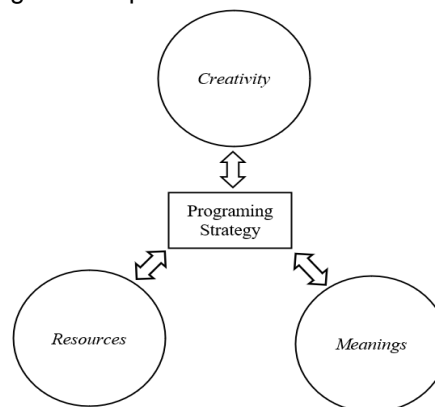 Creativity
Programing
Strategy
Resources
Meanings